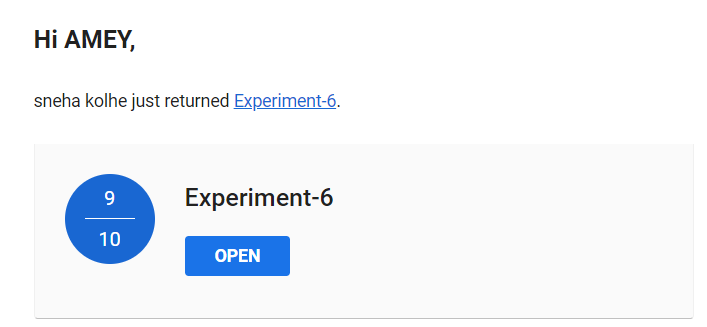 Hi AMEY,
sneha kolhe just returned Experiment-6.
9
10
Experiment-6
OPEN